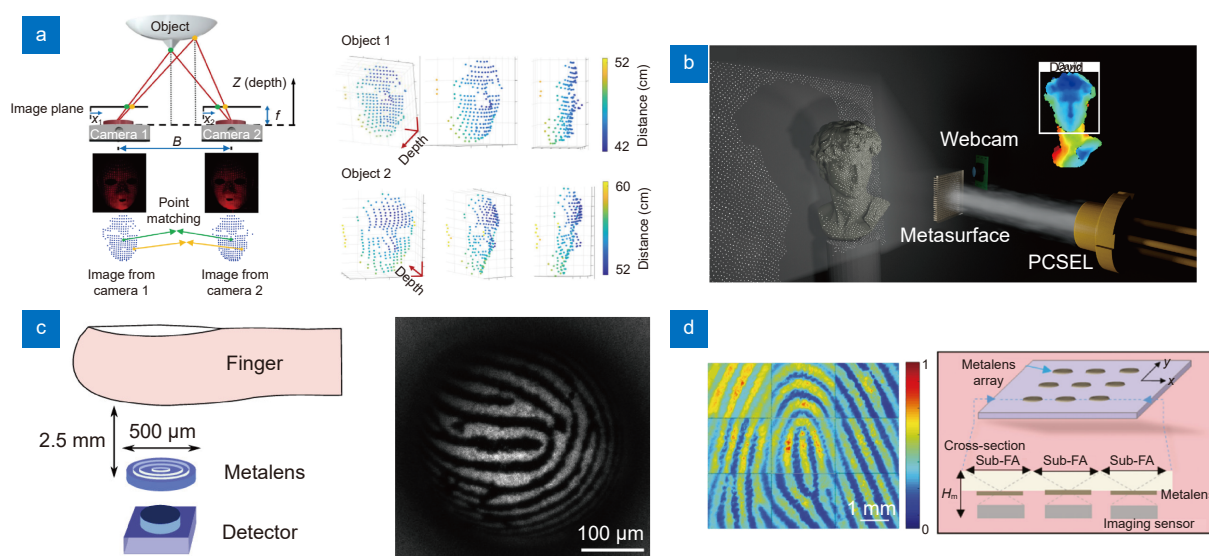 a
Object
Z (depth)
Image plane
x1
x2
f
Camera 1
Camera 2
B
Point
matching
Image from
camera 1
Image from
camera 2
Object 1
Depth
52
Distance (cm)
42
Object 2
Depth
60
Distance (cm)
52
b
David
Webcam
Metasurface
PCSEL
c
Finger
2.5 mm
500 μm
Metalens
Detector
100 μm
d
1 mm
1
0
Metalens
array
y
x
Cross-section
Sub-FA
Sub-FA
Sub-FA
Hm
Metalens
Imaging sensor